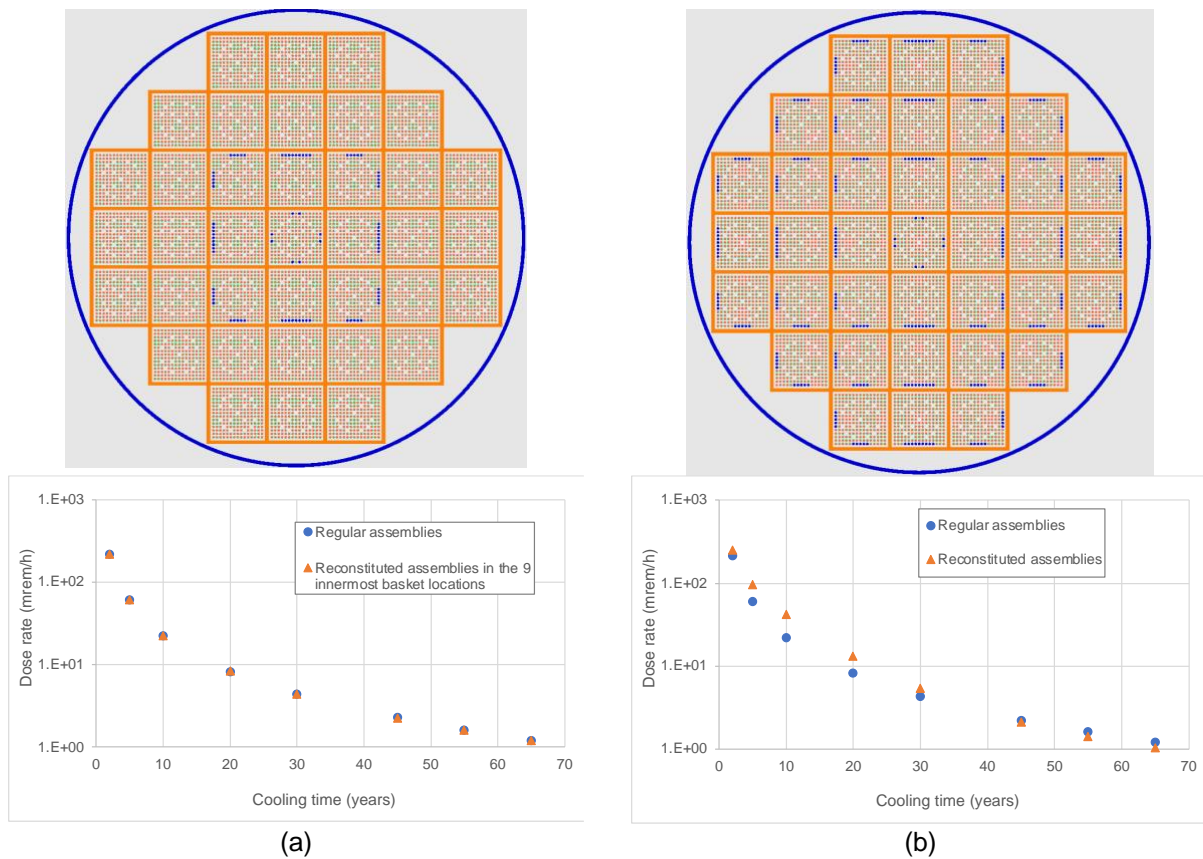 1.E+03
1.E+02
1.E+01
1.E+00
Dose rate (mrem/h)
Regular assemblies
Reconstituted assemblies in the 9
innermost basket locations
0 10 20 30 40 50 60 70
Cooling time (years)
(a)
1.E+03
1.E+02
1.E+01
1.E+00
Dose rate (mrem/h)
Regular assemblies
Reconstituted assemblies
0 10 20 30 40 50 60 70
Cooling time (years)
(b)